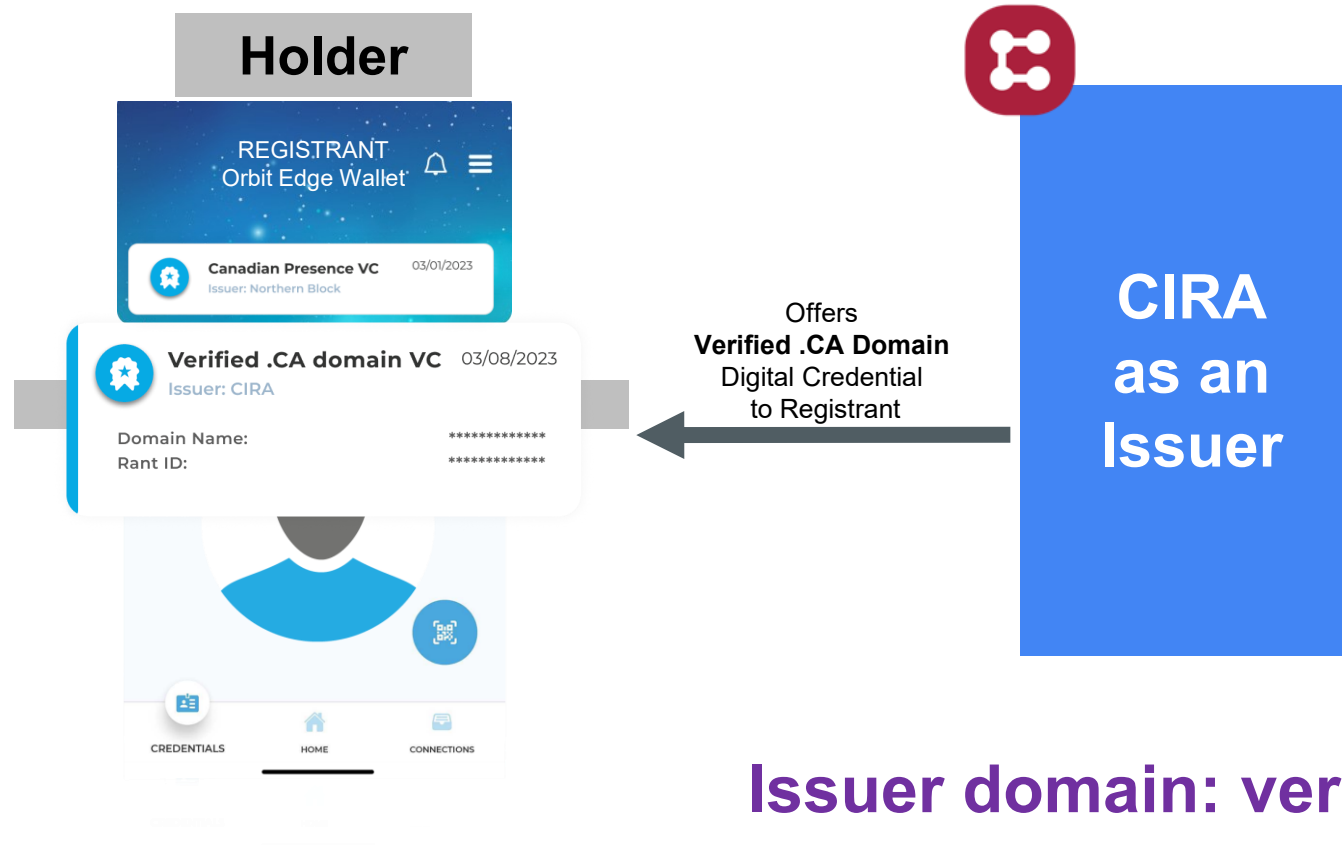 Holder
REGISTRANT
Orbit Edge Wallet
Canadian Presence VC 03/01/2023
Issuer: Northern Block
Verified .CA domain VC 03/08/2023
Issuer: CIRA
Domain Name: *************
Rant ID: *************
CREDENTIALS HOME CONNECTIONS
Offers
Verified .CA Domain
Digital Credential
to Registrant
CIRA
as an
Issuer
Issuer domain: ver